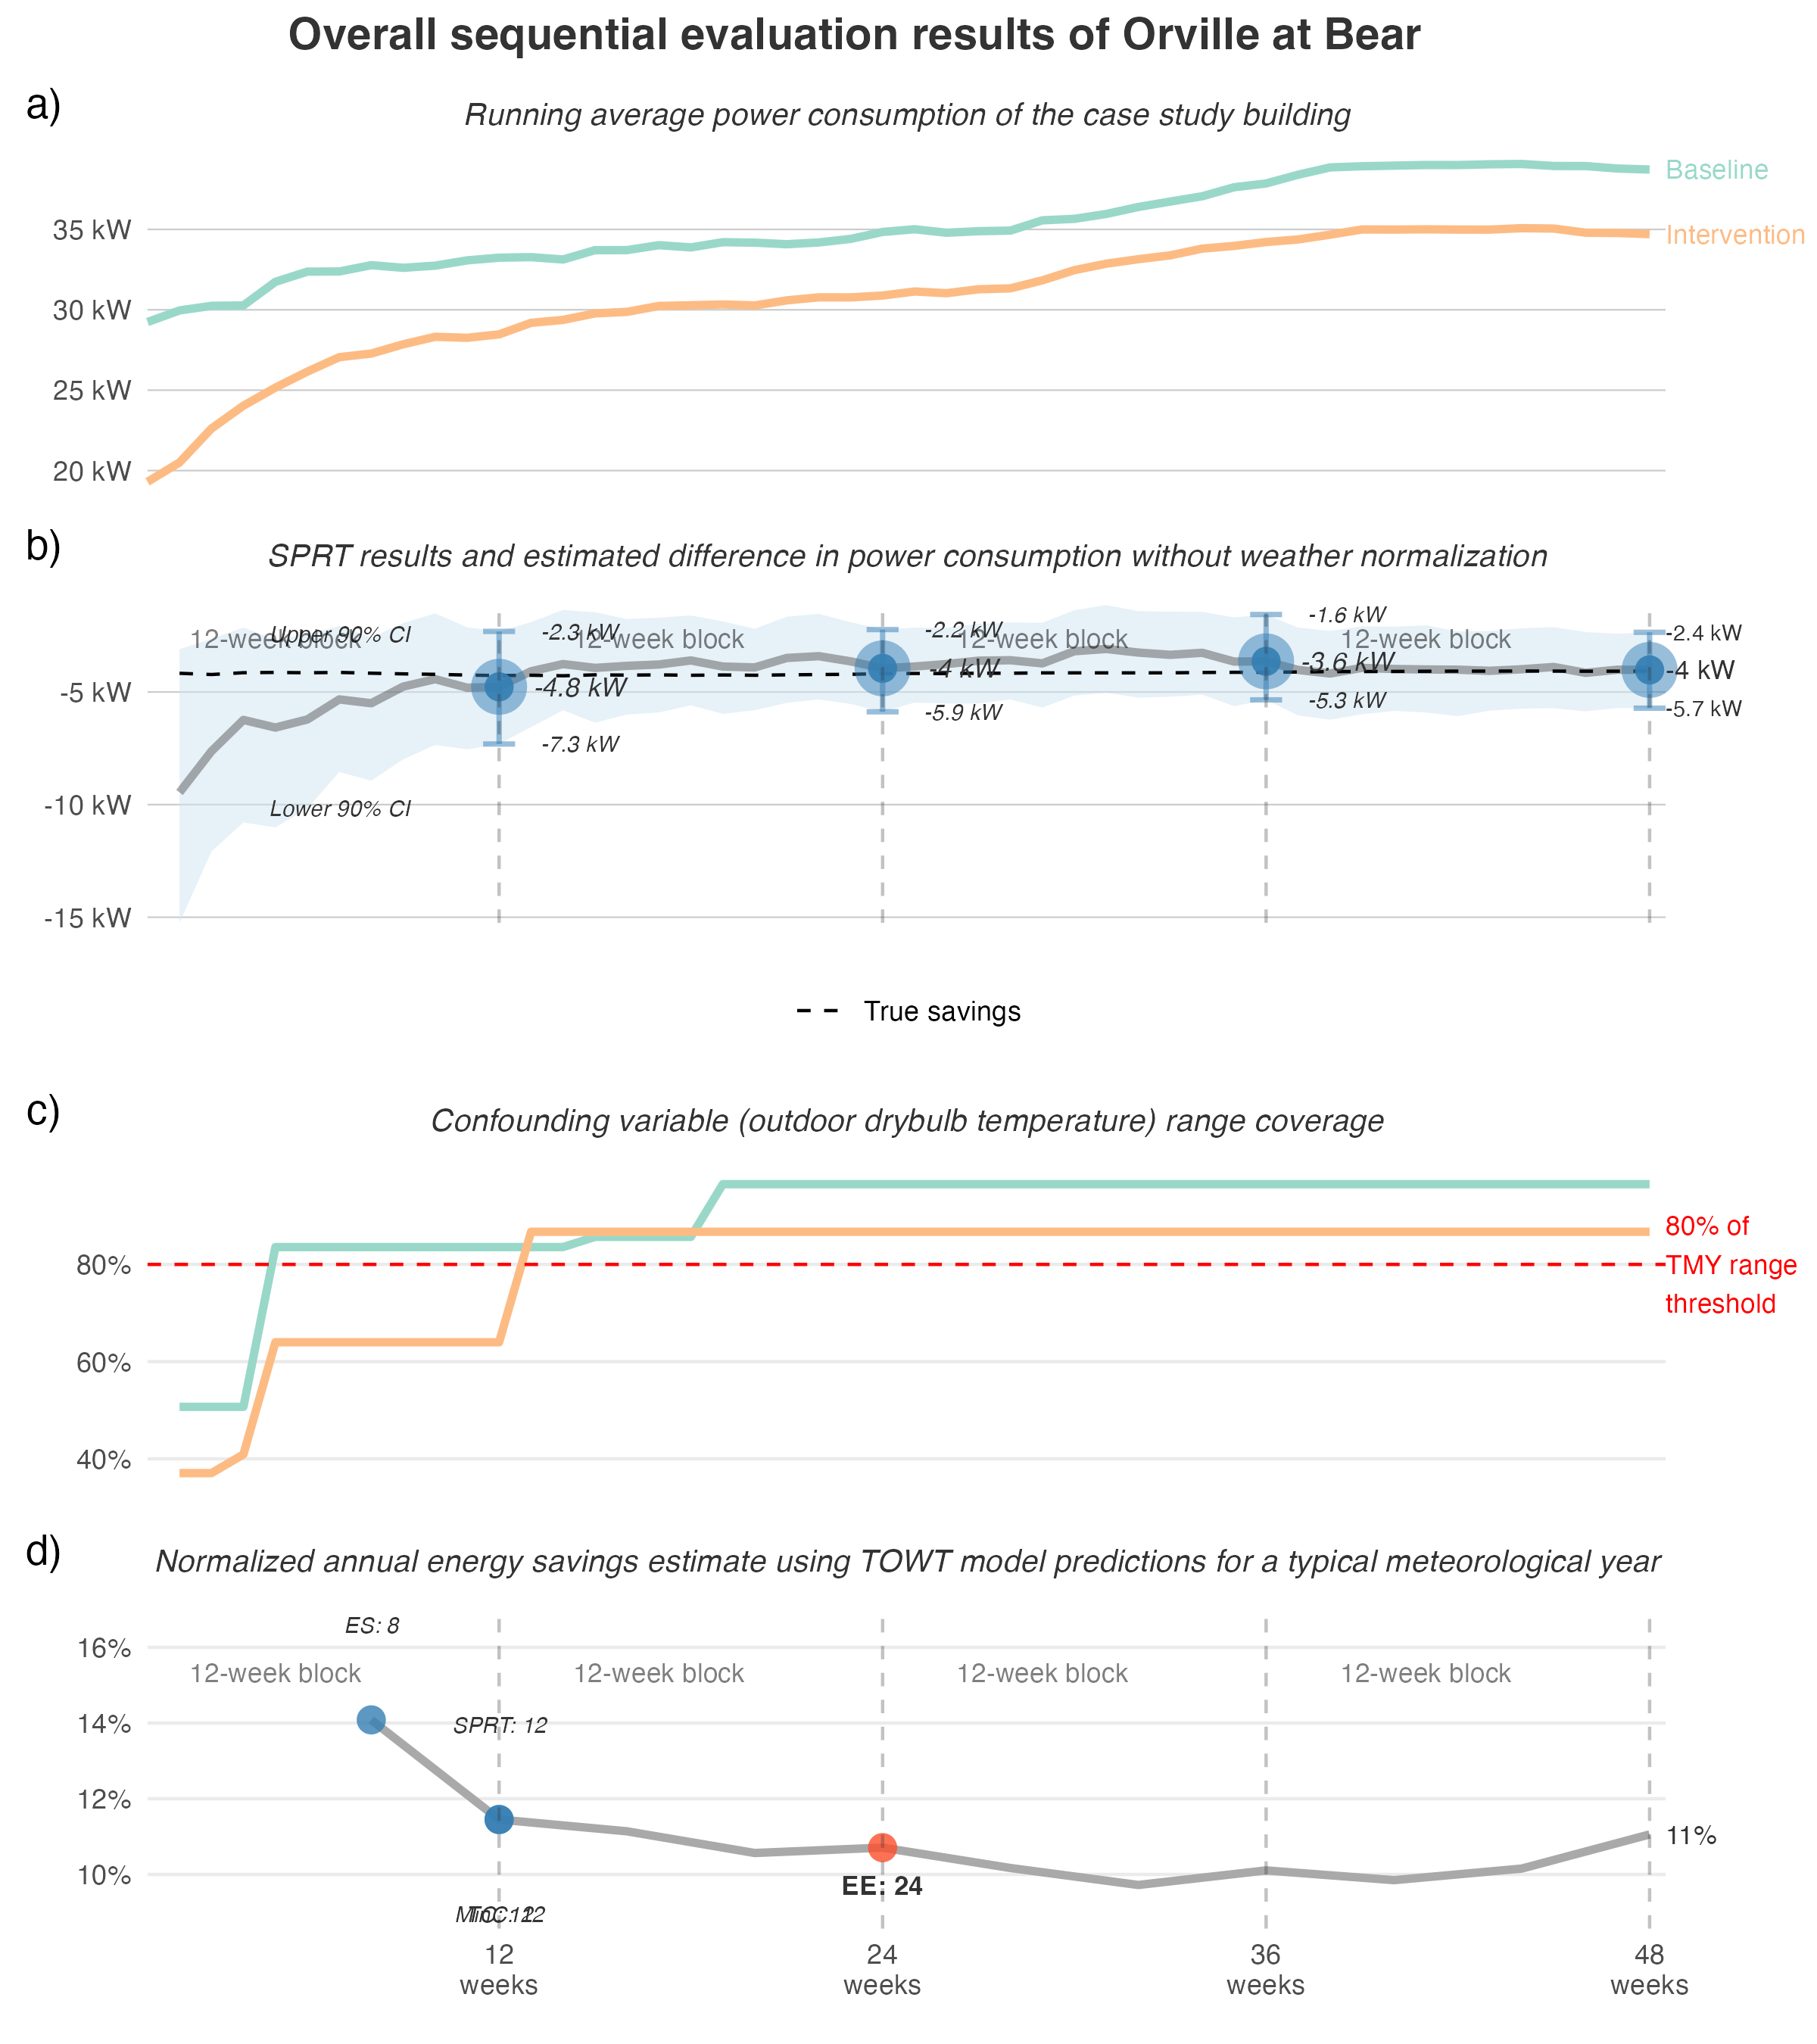 Overall sequential evaluation results of Orville at Bear
a)
Running average power consumption of the case study building
Baseline
35 kW
Intervention
30 kW
25 kW
20 kW
b)
SPRT results and estimated difference in power consumption without weather normalization
-1.6 kW
Upper 90% CI
-2.3 kW
-2.2 kW
-2.4 kW
12-week block
12-week block
12-week block
12-week block
-4.8 kW
-4 kW
-3.6 kW
-4 kW
-5 kW
-7.3 kW
-5.9 kW
-5.3 kW
-5.7 kW
-10 kW
Lower 90% CI
-15 kW
True savings
c)
Confounding variable (outdoor drybulb temperature) range coverage
80% of
TMY range
threshold
80%
60%
40%
d)
Normalized annual energy savings estimate using TOWT model predictions for a typical meteorological year
ES: 8
16%
12-week block
12-week block
12-week block
12-week block
14%
SPRT: 12
12%
11%
10%
EE: 24
12
weeks
24
weeks
36
weeks
48
weeks